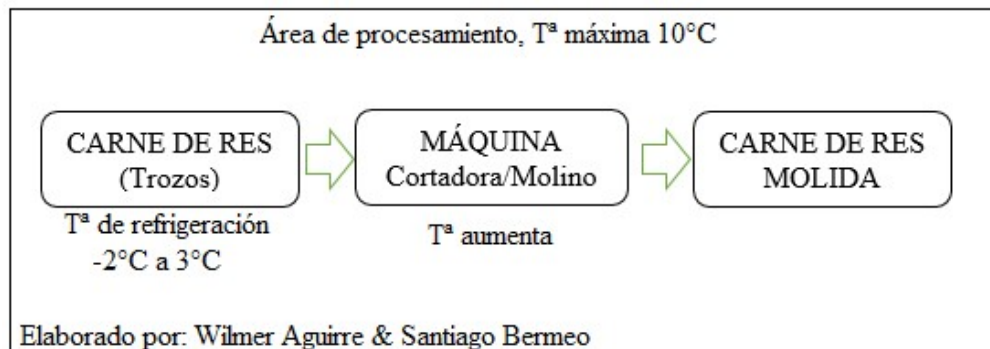 Área de procesamiento, Tª máxima 10°C
CARNE DE RES
(Trozos)
MÁQUINA
Cortadora/Molino
CARNE DE RES
MOLIDA
Tª de refrigeración
-2°C a 3°C
Tª aumenta
Elaborado por: Wilmer Aguirre & Santiago Bermeo